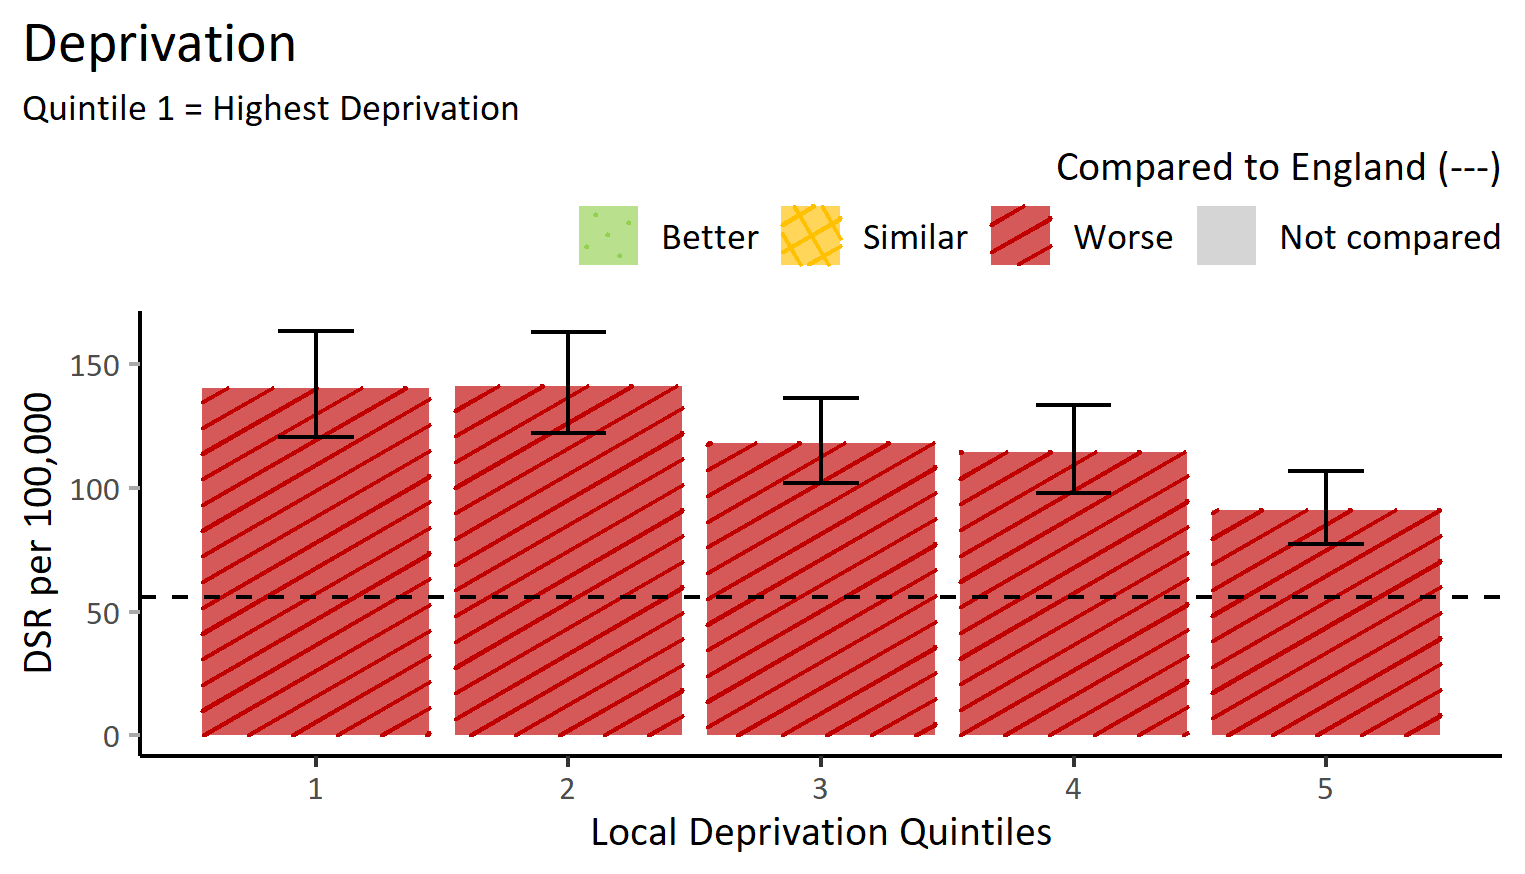 Deprivation
Quintile 1 = Highest Deprivation
Compared to England (---)
Better Similar Worse Not compared
150
100
50
0
DSR per 100,000
1 2 3 4 5
Local Deprivation Quintiles